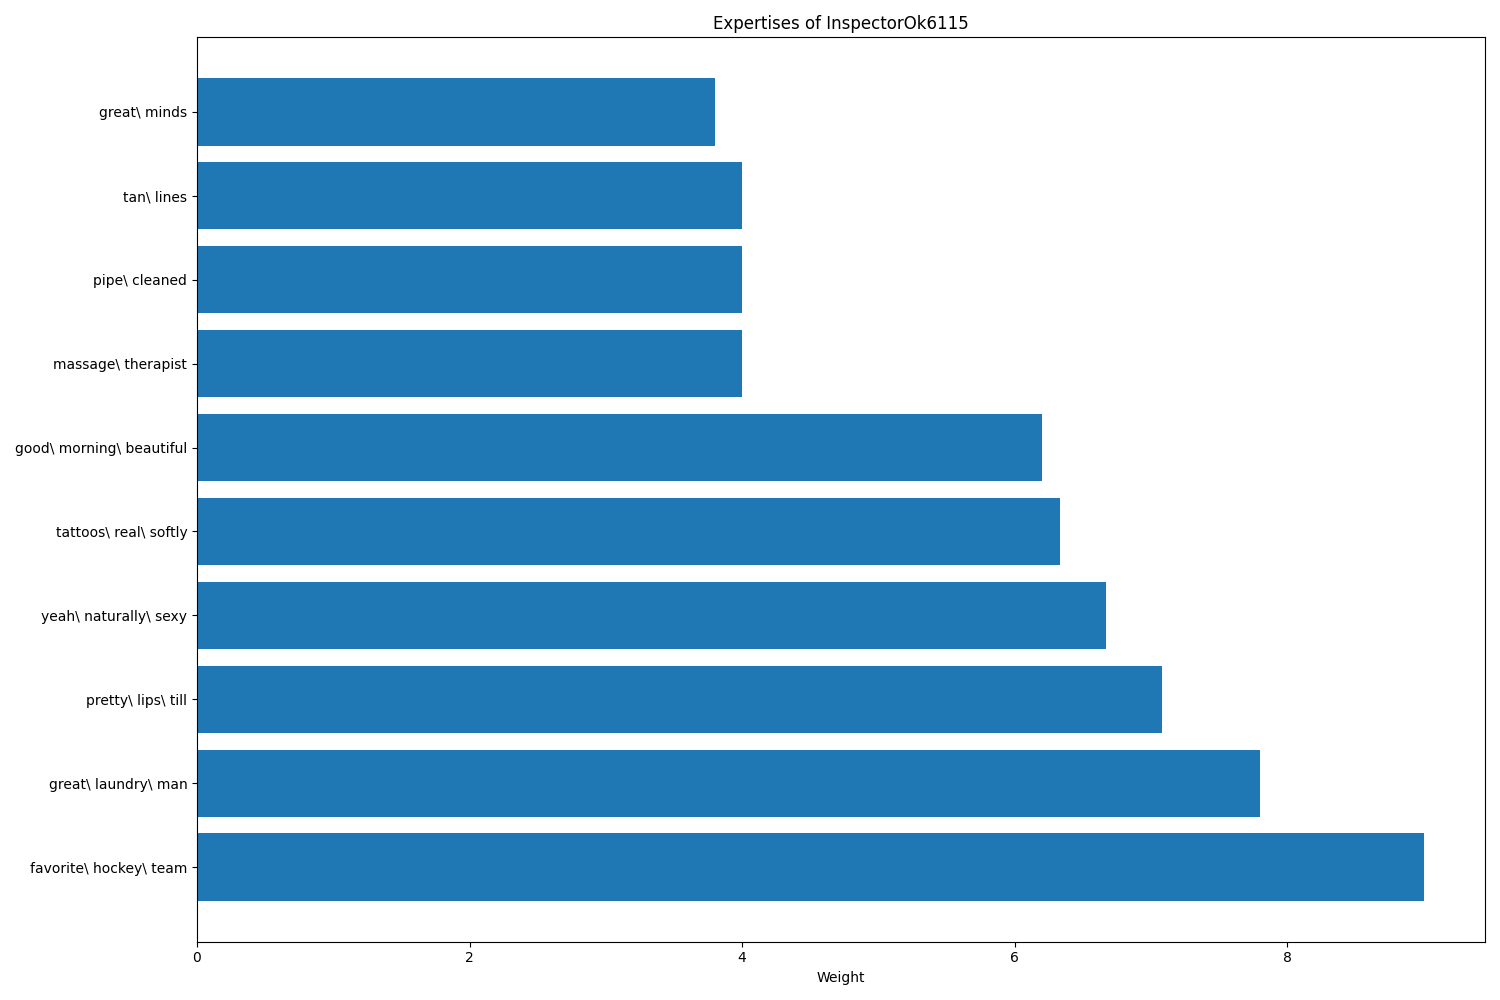 Expertises of InspectorOk6115
great\ minds
tan\ lines
pipe\ cleaned
massage\ therapist
good\ morning\ beautiful
tattoos\ real\ softly
yeah\ naturally\ sexy
pretty\ lips\ till
great\ laundry\ man
favorite\ hockey\ team
0 2 4 6 8
Weight